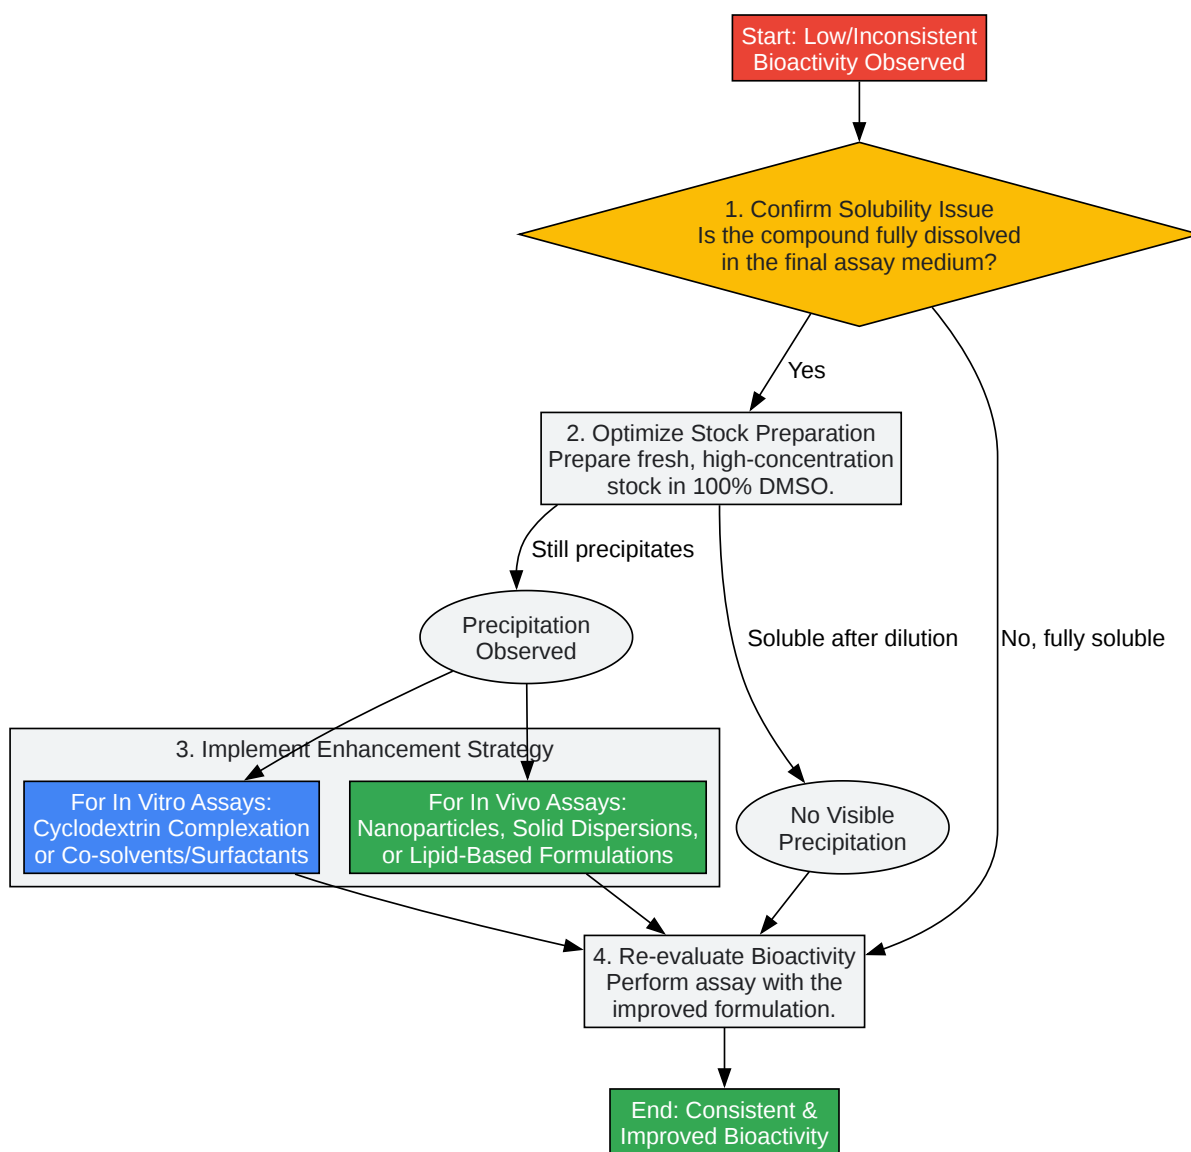 Start: Low/Inconsistent
Bioactivity Observed
1. Confirm Solubility Issue
Is the compound fully dissolved
in the final assay medium?
Yes
2. Optimize Stock Preparation
Prepare fresh, high-concentration
stock in 100% DMSO.
Still precipitates
Precipitation
Observed
Soluble after dilution
No, fully soluble
3. Implement Enhancement Strategy
For In Vitro Assays:
Cyclodextrin Complexation
or Co-solvents/Surfactants
For In Vivo Assays:
Nanoparticles, Solid Dispersions,
or Lipid-Based Formulations
No Visible
Precipitation
4. Re-evaluate Bioactivity
Perform assay with the
improved formulation.
End: Consistent &
Improved Bioactivity